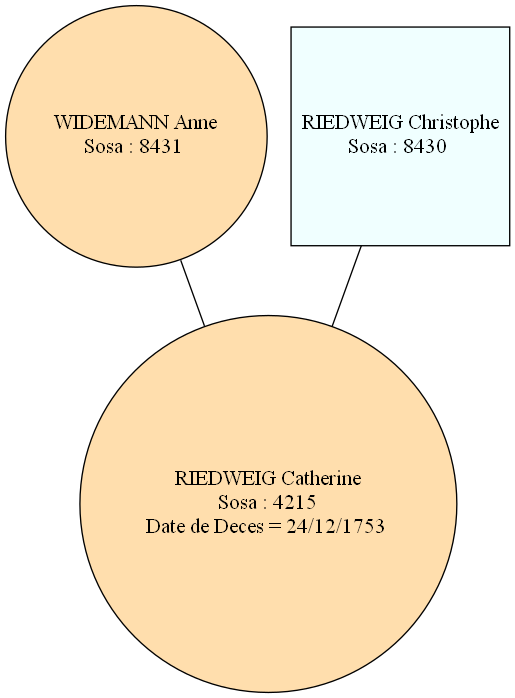 WIDEMANN Anne
Sosa : 8431
RIEDWEIG Christophe
Sosa : 8430
RIEDWEIG Catherine
Sosa : 4215
Date de Deces = 24/12/1753